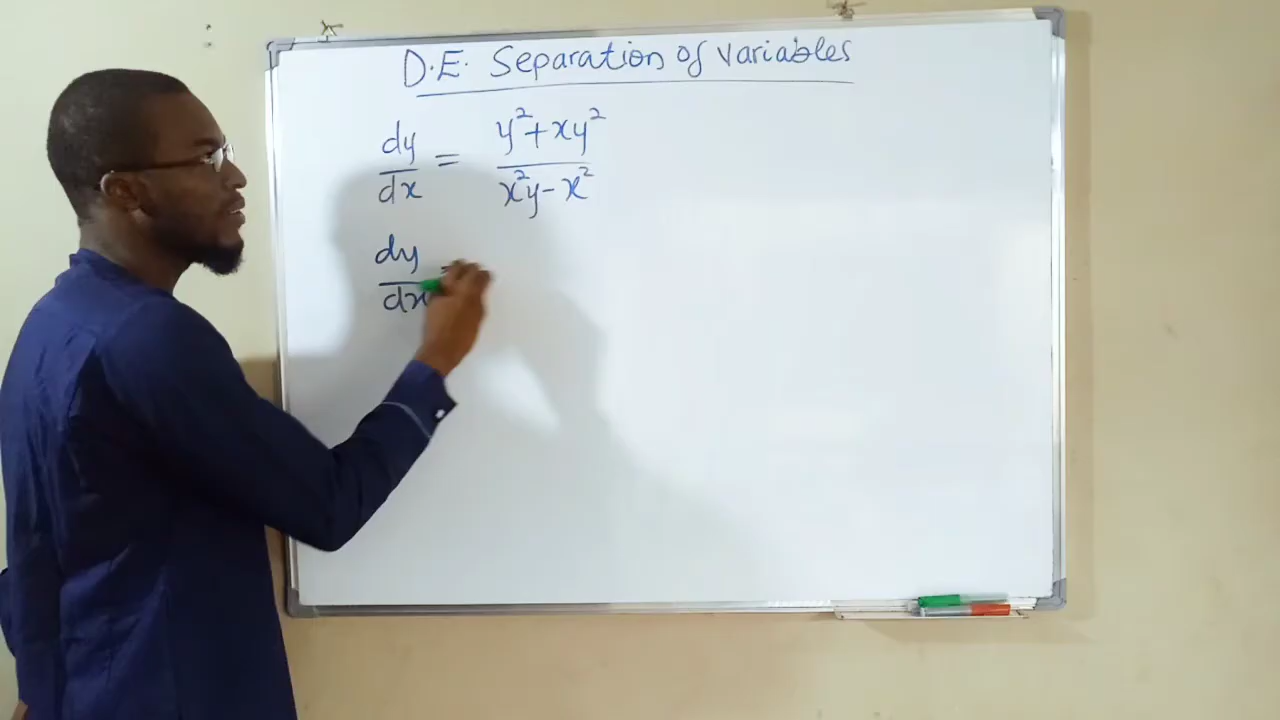 D.E. Separation of variables
dy/dx = (y²+xy²)/(x²y-x²)
dy/dx =